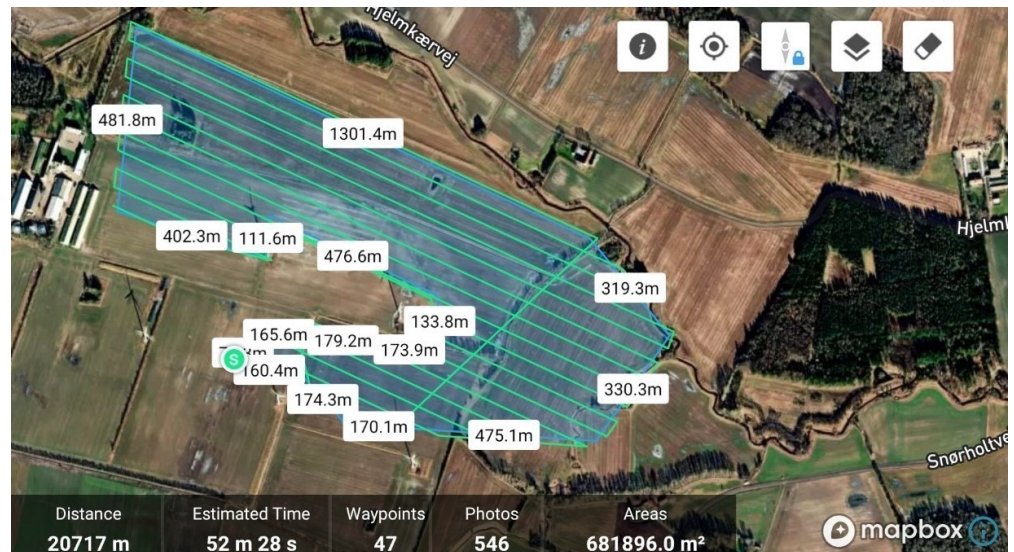 Hjelmkærvej
i
481.8m
1301.4m
402.3m
111.6m
476.6m
319.3m
133.8m
165.6m
179.2m
173.9m
S
160.4m
330.3m
174.3m
170.1m
475.1m
Distance
Estimated Time
Waypoints
Photos
Areas
20717 m
52 m 28 s
47
546
681896.0 m²
mapbox